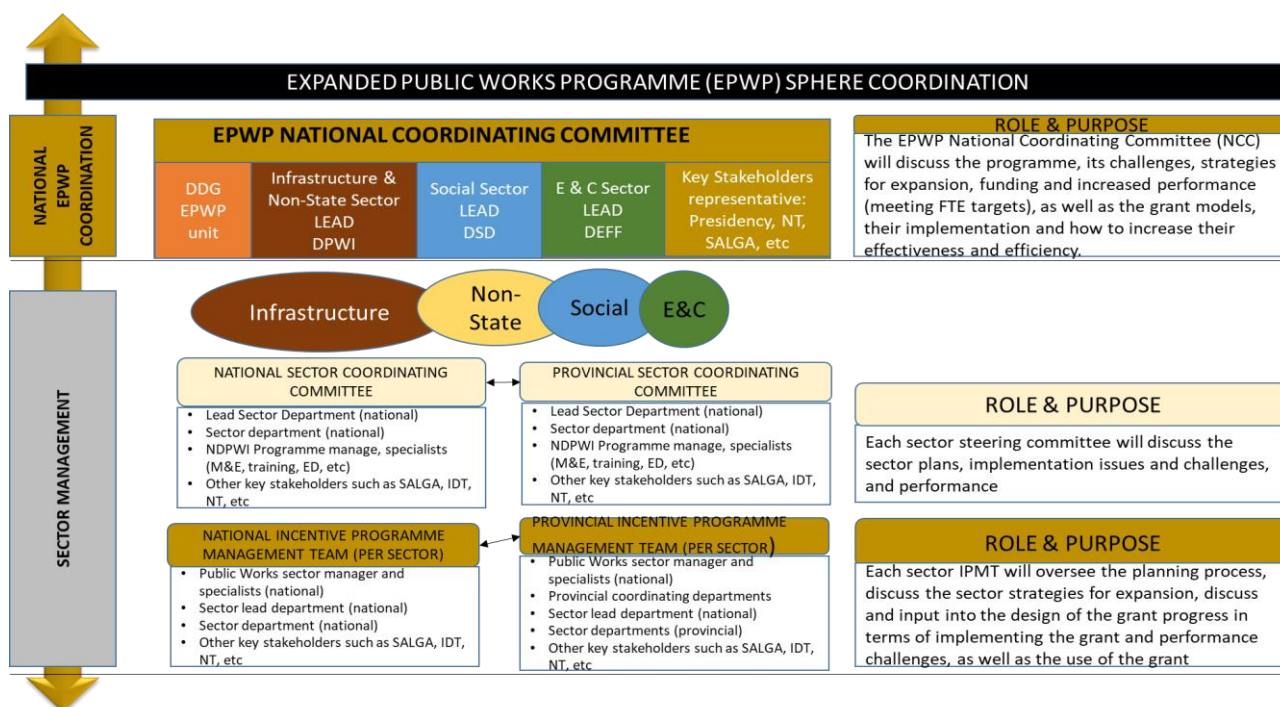 EXPANDED PUBLIC WORKS PROGRAMME (EPWP) SPHERE COORDINATION
NATIONAL
EPWP
COORDINATION
EPWP NATIONAL COORDINATING COMMITTEE
DDG
EPWP
unit
Infrastructure &
Non-State Sector
LEAD
DPWI
Social Sector
LEAD
DSD
E & C Sector
LEAD
DEFF
Key Stakeholders
representative:
Presidency, NT,
SALGA, etc
ROLE & PURPOSE
The EPWP National Coordinating Committee (NCC)
will discuss the programme, its challenges, strategies
for expansion, funding and increased performance
(meeting FTE targets), as well as the grant models,
their implementation and how to increase their
effectiveness and efficiency.
SECTOR MANAGEMENT
Infrastructure
Non-
State
Social
E&C
NATIONAL SECTOR COORDINATING
COMMITTEE
• Lead Sector Department (national)
• Sector department (national)
• NDPWI Programme manage, specialists
(M&E, training, ED, etc)
• Other key stakeholders such as SALGA, IDT,
NT, etc
PROVINCIAL SECTOR COORDINATING
COMMITTEE
• Lead Sector Department (national)
• Sector department (national)
• NDPWI Programme manage, specialists
(M&E, training, ED, etc)
• Other key stakeholders such as SALGA, IDT,
NT, etc
ROLE & PURPOSE
Each sector steering committee will discuss the
sector plans, implementation issues and challenges,
and performance
NATIONAL INCENTIVE PROGRAMME
MANAGEMENT TEAM (PER SECTOR)
• Public Works sector manager and
specialists (national)
• Sector lead department (national)
• Sector department (national)
• Other key stakeholders such as SALGA, IDT,
NT, etc
PROVINCIAL INCENTIVE PROGRAMME
MANAGEMENT TEAM (PER SECTOR)
• Public Works sector manager and
specialists (national)
• Provincial coordinating departments
• Sector lead department (national)
• Sector departments (provincial)
• Other key stakeholders such as SALGA, IDT,
NT, etc
ROLE & PURPOSE
Each sector IPMT will oversee the planning process,
discuss the sector strategies for expansion, discuss
and input into the design of the grant progress in
terms of implementing the grant and performance
challenges, as well as the use of the grant